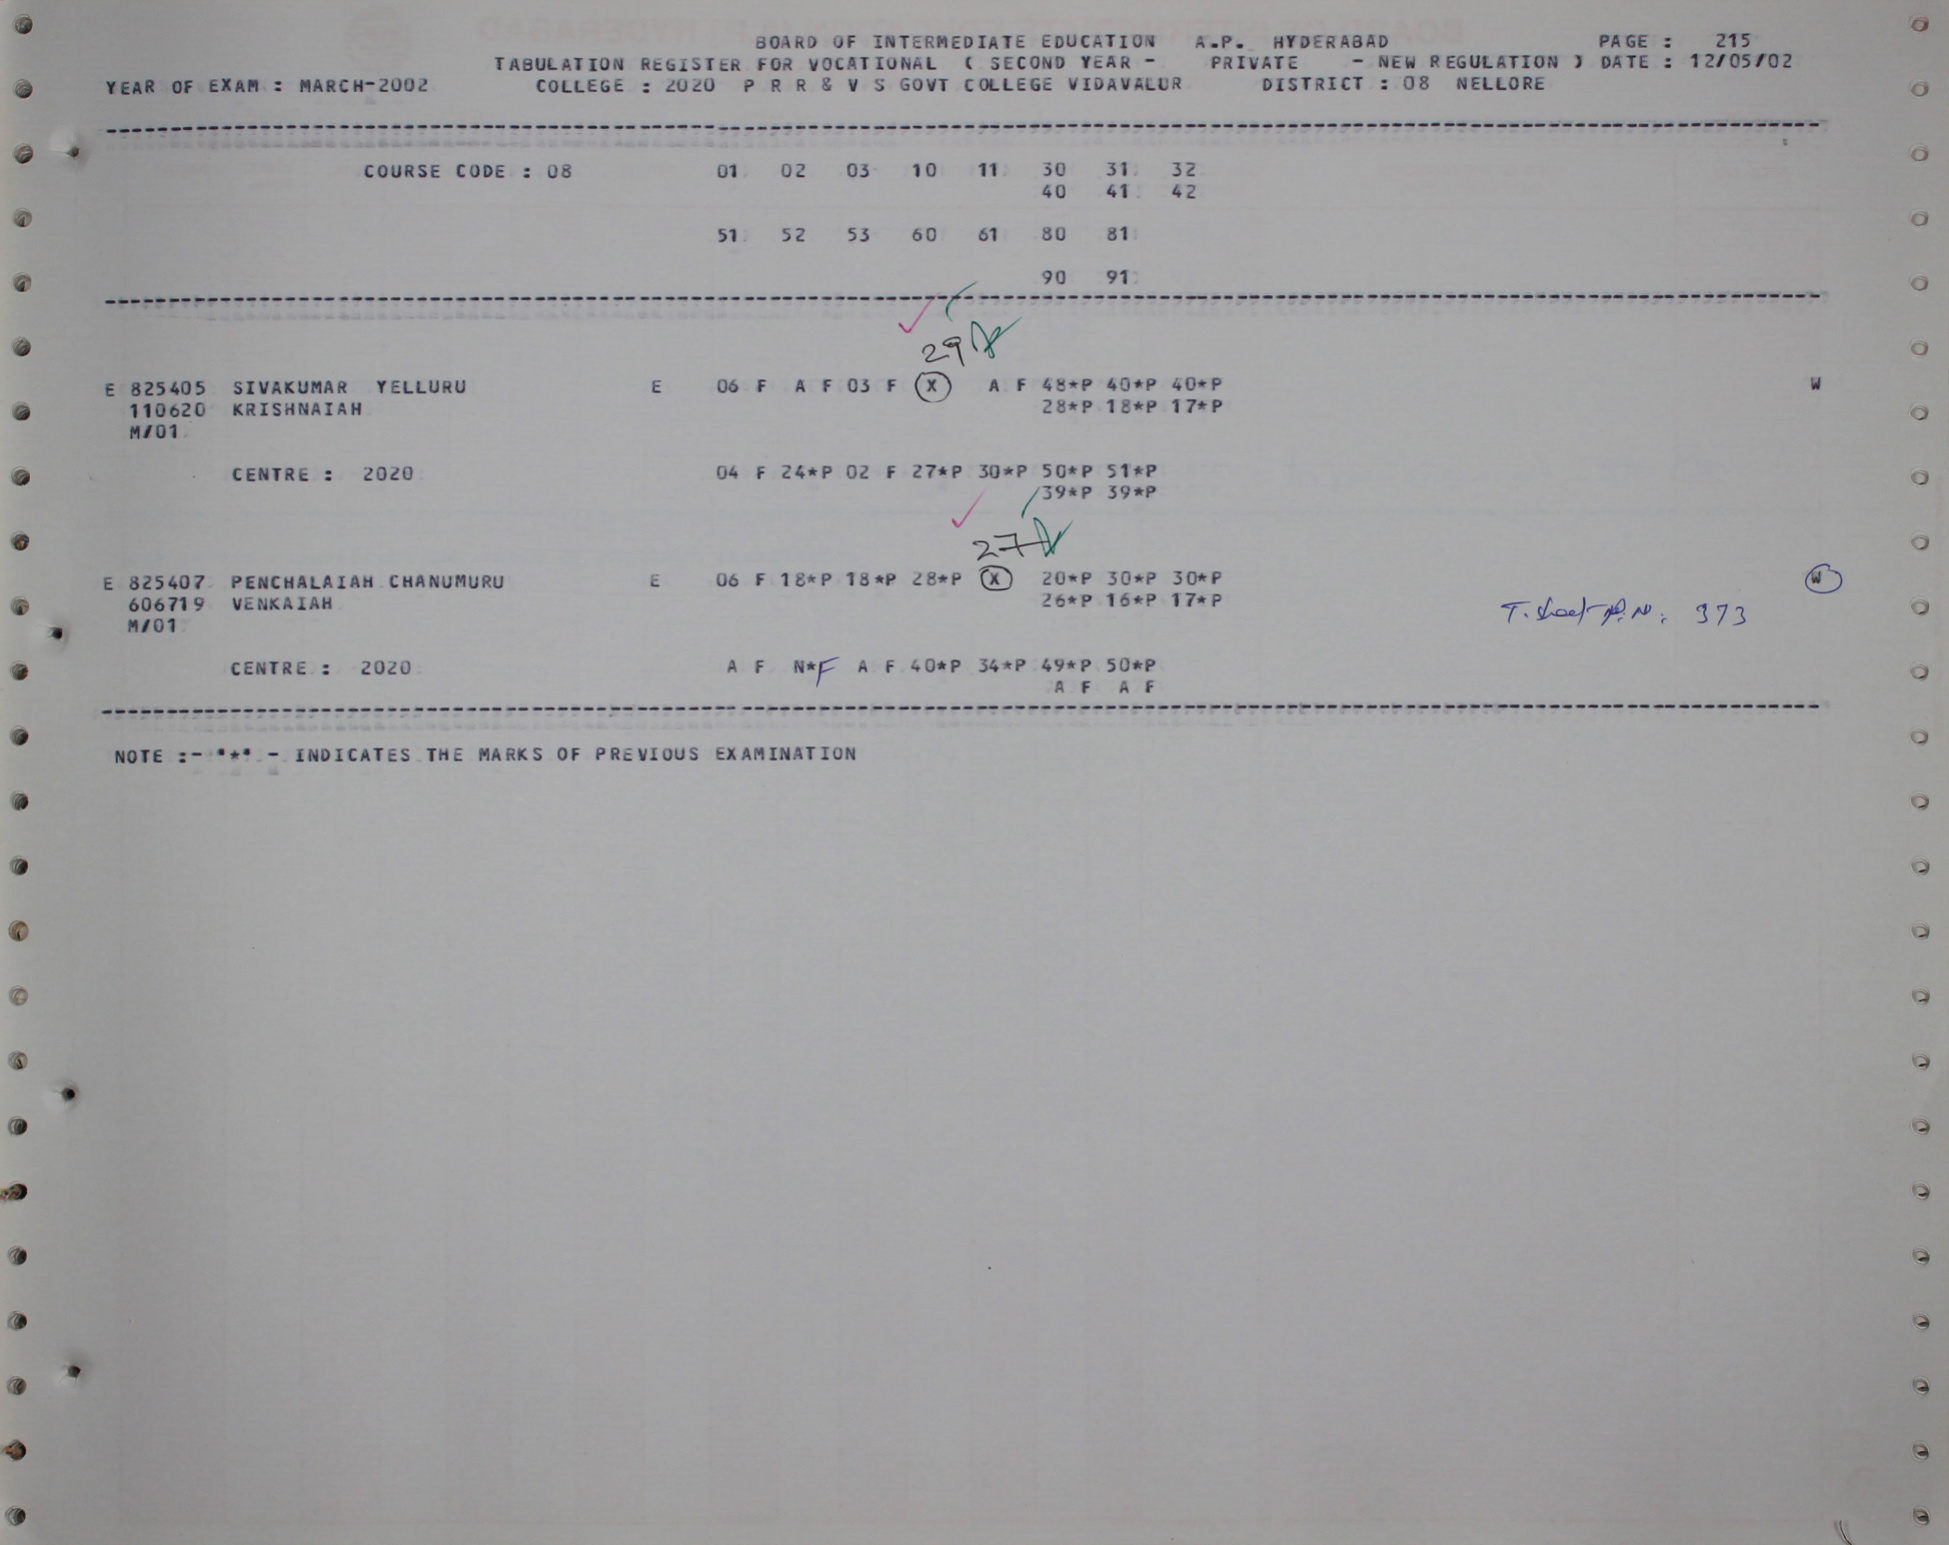 BOARD OF INTERMEDIATE EDUCATION A.P. HYDERABAD PAGE : 215
TABULATION REGISTER FOR VOCATIONAL ( SECOND YEAR - PRIVATE - NEW REGULATION ) DATE : 12/05/02
YEAR OF EXAM : MARCH-2002 COLLEGE : 2020 P R R & V S GOVT COLLEGE VIDAVALUR DISTRICT : 08 NELLORE
COURSE CODE : 08 01 02 03 10 11 30 31 32
40 41 42
51 52 53 60 61 80 81
90 91
29
E 825405 SIVAKUMAR YELLURU E 06 F A F 03 F X A F 48*P 40*P 40*P W
110620 KRISHNAIAH 28*P 18*P 17*P
M/01
CENTRE : 2020 04 F 24*P 02 F 27*P 30*P 50*P 51*P
39*P 39*P
27
E 825407 PENCHALAIAH CHANUMURU E 06 F 18*P 18*P 28*P X 20*P 30*P 30*P W
606719 VENKAIAH 26*P 16*P 17*P T. Sheet 373
M/01
CENTRE : 2020 A F N*F A F 40*P 34*P 49*P 50*P
A F A F
NOTE :- "*" - INDICATES THE MARKS OF PREVIOUS EXAMINATION